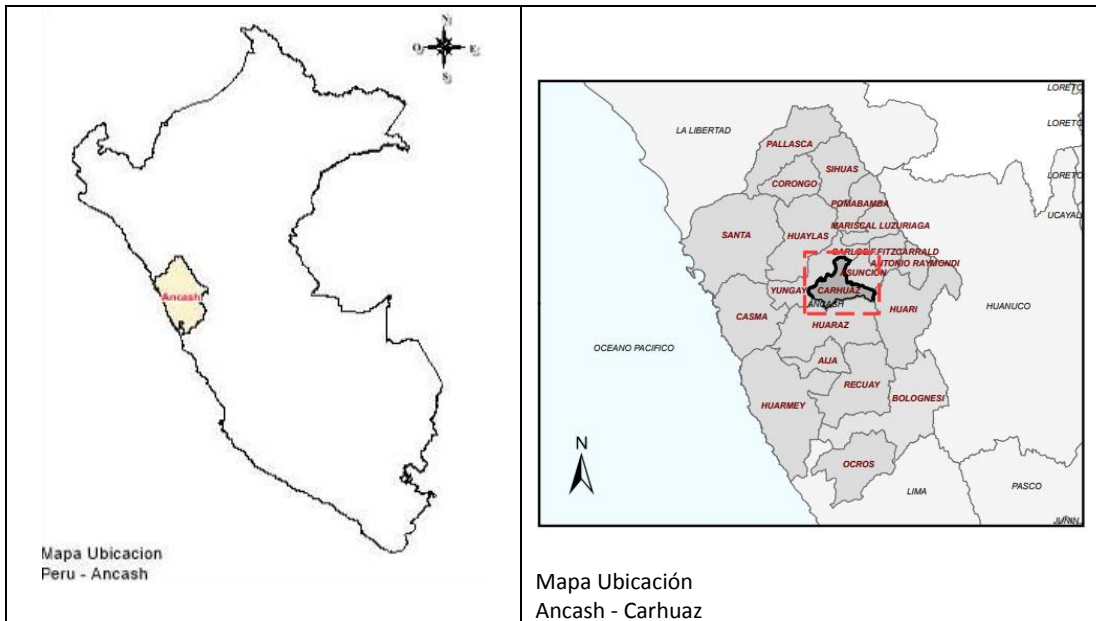 N
O E
S
Ancash
Mapa Ubicacion
Peru - Ancash
LORETO
LA LIBERTAD
LORETO
PALLASCA
SIHUAS
CORONGO
LORETO
POMABAMBA
UCAYAL
MARISCAL LUZURIAGA
SANTA
HUAYLAS
CARLOS F.FITZCARRALD
ANTONIO RAYMONDI
ASUNCION
YUNGAY
CARHUAZ
ANCASH
HUARI
HUANUCO
CASMA
HUARAZ
OCEANO PACIFICO
AIJA
RECUAY
HUARMEY
BOLOGNESI
N
OCROS
LIMA
PASCO
JUNIN
Mapa Ubicación
Ancash - Carhuaz